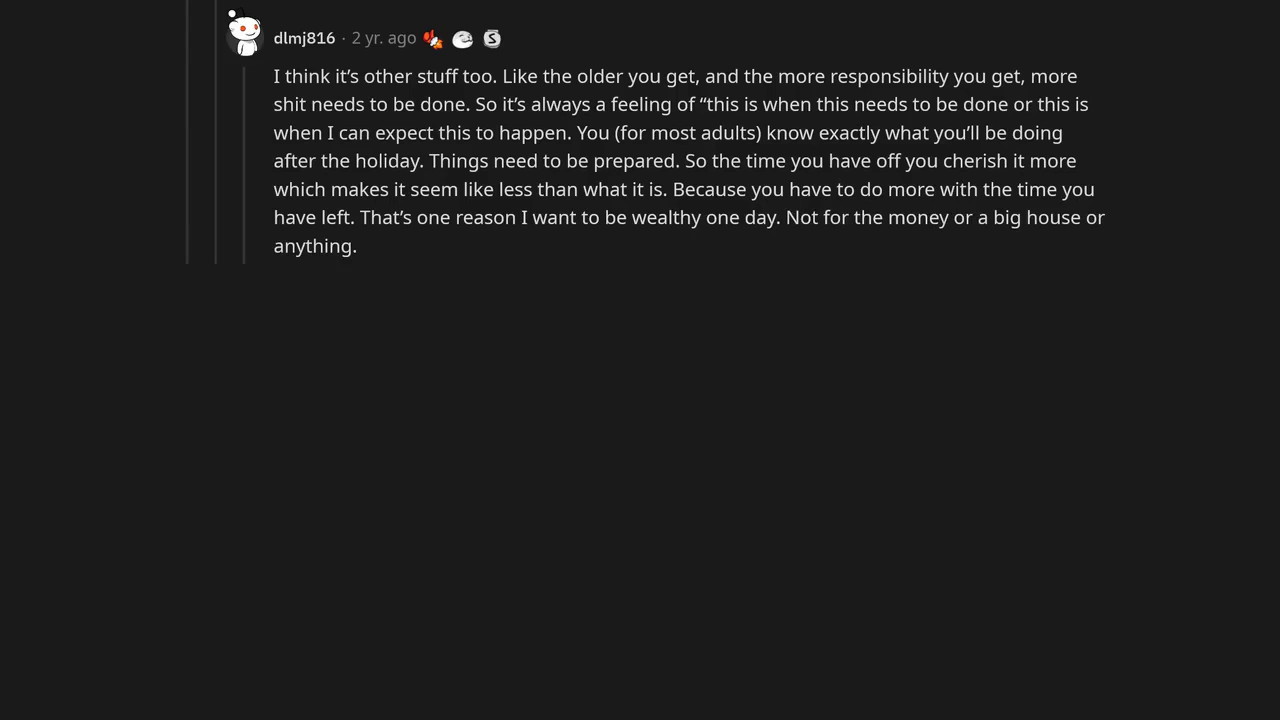 dlmj816 · 2 yr. ago
I think it’s other stuff too. Like the older you get, and the more responsibility you get, more
shit needs to be done. So it’s always a feeling of “this is when this needs to be done or this is
when I can expect this to happen. You (for most adults) know exactly what you’ll be doing
after the holiday. Things need to be prepared. So the time you have off you cherish it more
which makes it seem like less than what it is. Because you have to do more with the time you
have left. That’s one reason I want to be wealthy one day. Not for the money or a big house or
anything.